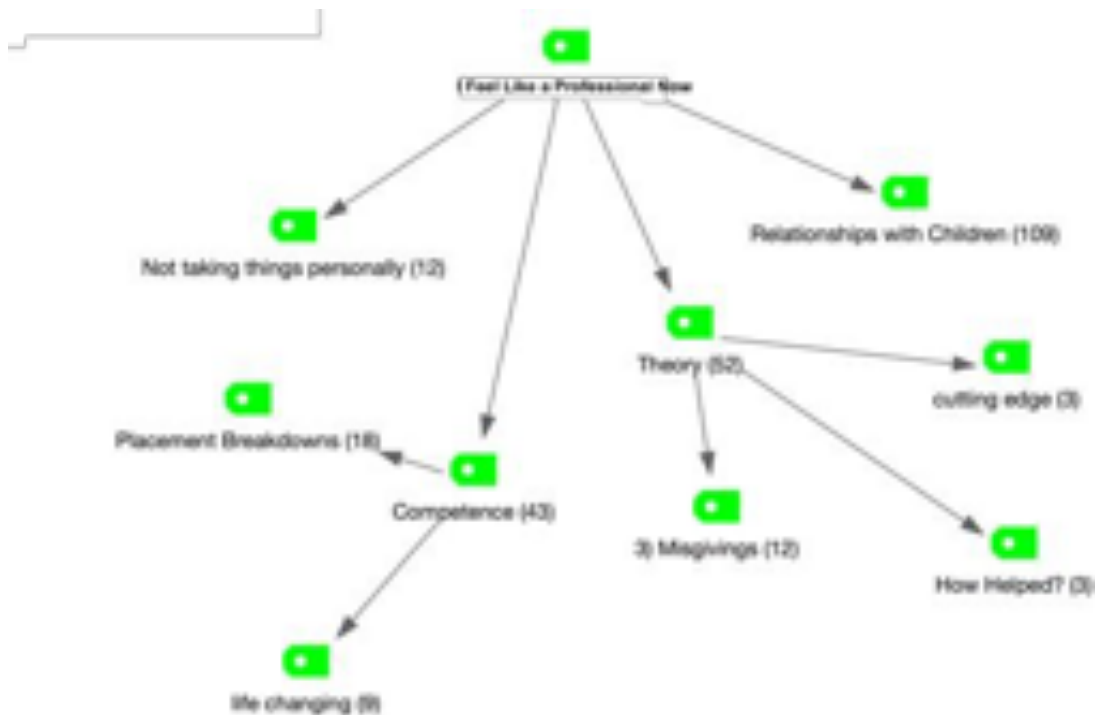 I Feel Like a Professional Now
Relationships with Children (109)
Not taking things personally (12)
Theory (52)
cutting edge (3)
Placement Breakdowns (18)
Competence (43)
3) Misgivings (12)
How Helped? (3)
life changing (9)